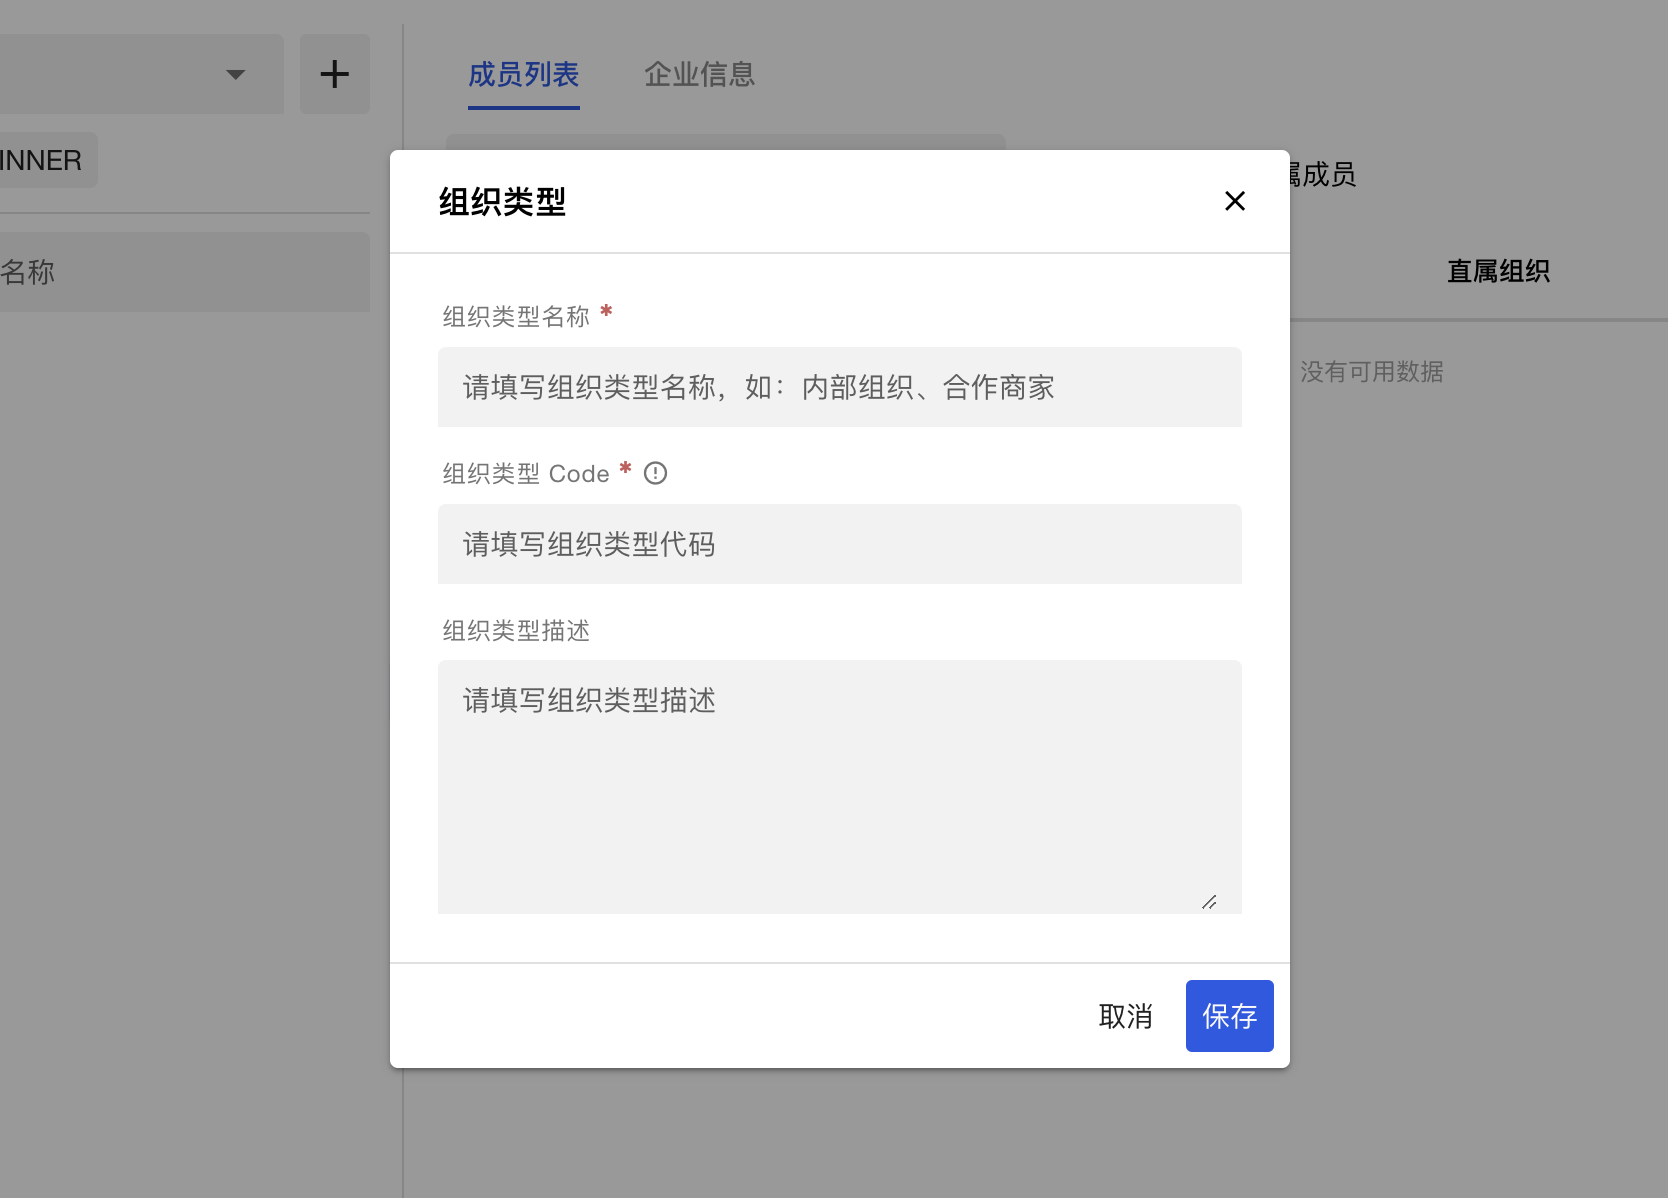 成员列表
企业信息
INNER
名称
属成员
直属组织
没有可用数据
组织类型
组织类型名称 *
请填写组织类型名称，如：内部组织、合作商家
组织类型 Code *
请填写组织类型代码
组织类型描述
请填写组织类型描述
取消
保存